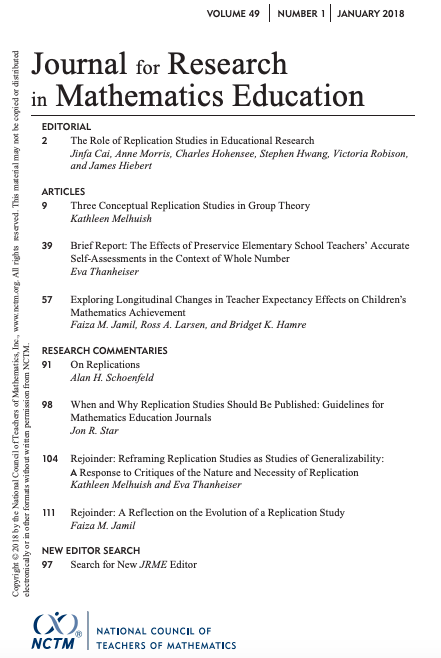 VOLUME 49 | NUMBER 1 | JANUARY 2018
Journal for Research
in Mathematics Education
EDITORIAL
2 The Role of Replication Studies in Educational Research
Jinfa Cai, Anne Morris, Charles Hohensee, Stephen Hwang, Victoria Robison,
and James Hiebert
ARTICLES
9 Three Conceptual Replication Studies in Group Theory
Kathleen Melhuish
39 Brief Report: The Effects of Preservice Elementary School Teachers' Accurate
Self-Assessments in the Context of Whole Number
Eva Thanheiser
57 Exploring Longitudinal Changes in Teacher Expectancy Effects on Children's
Mathematics Achievement
Faiza M. Jamil, Ross A. Larsen, and Bridget K. Hamre
RESEARCH COMMENTARIES
91 On Replications
Alan H. Schoenfeld
98 When and Why Replication Studies Should Be Published: Guidelines for
Mathematics Education Journals
Jon R. Star
104 Rejoinder: Reframing Replication Studies as Studies of Generalizability:
A Response to Critiques of the Nature and Necessity of Replication
Kathleen Melhuish and Eva Thanheiser
111 Rejoinder: A Reflection on the Evolution of a Replication Study
Faiza M. Jamil
NEW EDITOR SEARCH
97 Search for New JRME Editor
NCTM®
NATIONAL COUNCIL OF
TEACHERS OF MATHEMATICS
Copyright © 2018 by the National Council of Teachers of Mathematics, Inc., www.nctm.org. All rights reserved. This material may not be copied or distributed
electronically or in other formats without written permission from NCTM.